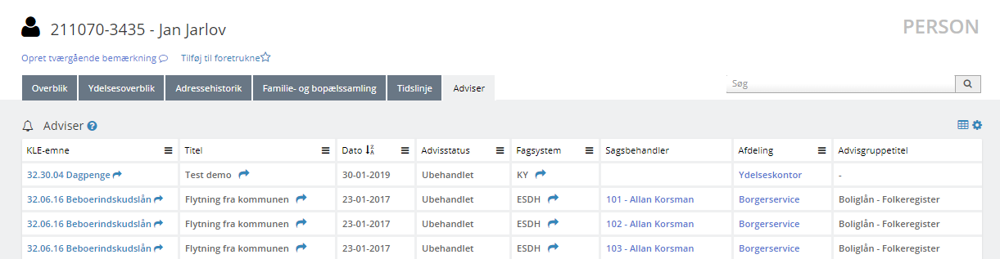 211070-3435 - Jan Jarlov
PERSON
Opret tværgående bemærkning Tilføj til foretrukne
Overblik Ydelsesoverblik Adressehistorik Familie- og bopælssamling Tidslinje Adviser
Søg
Adviser
KLE-emne Titel Dato Advisstatus Fagsystem Sagsbehandler Afdeling Advisgruppetitel
32.30.04 Dagpenge Test demo 30-01-2019 Ubehandlet KY Ydelseskontor -
32.06.16 Beboerindskudslån Flytning fra kommunen 23-01-2017 Ubehandlet ESDH 101 - Allan Korsman Borgerservice Boliglån - Folkeregister
32.06.16 Beboerindskudslån Flytning fra kommunen 23-01-2017 Ubehandlet ESDH 102 - Allan Korsman Borgerservice Boliglån - Folkeregister
32.06.16 Beboerindskudslån Flytning fra kommunen 23-01-2017 Ubehandlet ESDH 103 - Allan Korsman Borgerservice Boliglån - Folkeregister